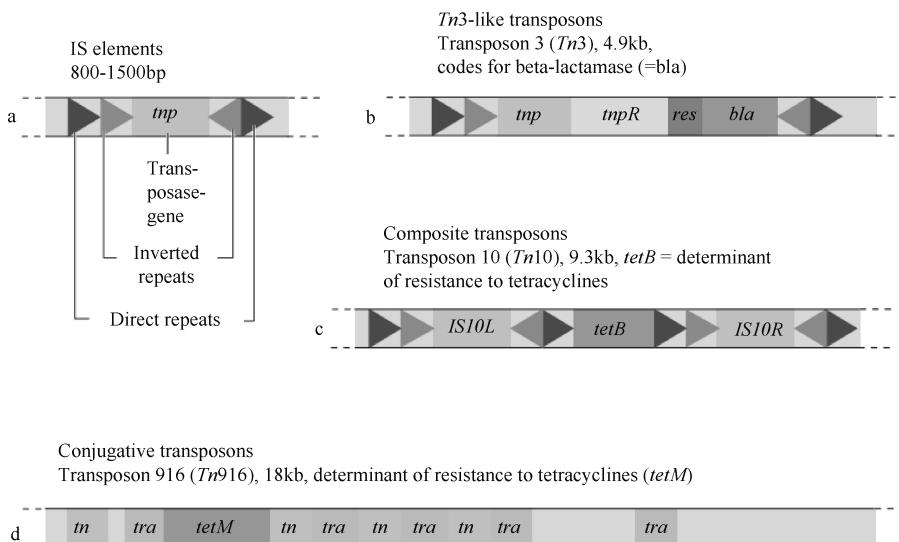 IS elements
800-1500bp
a
tnp
Trans-
posase-
gene
Inverted
repeats
Direct repeats
Tn3-like transposons
Transposon 3 (Tn3), 4.9kb,
codes for beta-lactamase (=bla)
b
tnp tnpR res bla
Composite transposons
Transposon 10 (Tn10), 9.3kb, tetB = determinant
of resistance to tetracyclines
c
IS10L tetB IS10R
Conjugative transposons
Transposon 916 (Tn916), 18kb, determinant of resistance to tetracyclines (tetM)
d
tn tra tetM tn tra tn tra tn tra tra